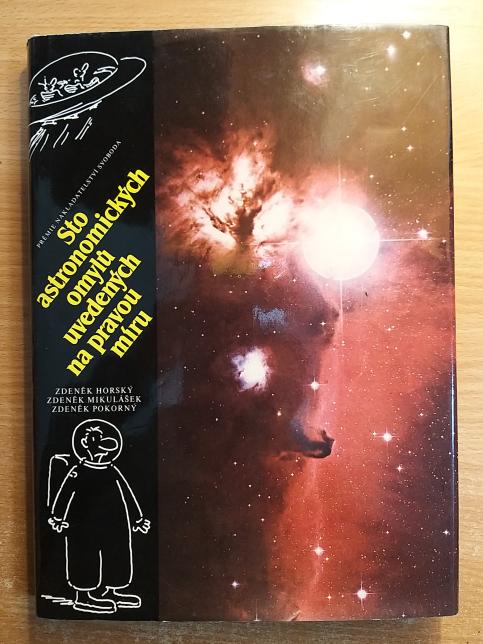 PRÉMIE NAKLADATELSTVÍ SVOBODA
Sto
astronomických
omylů
uvedených
na pravou
míru
ZDENĚK HORSKÝ
ZDENĚK MIKULÁŠEK
ZDENĚK POKORNÝ